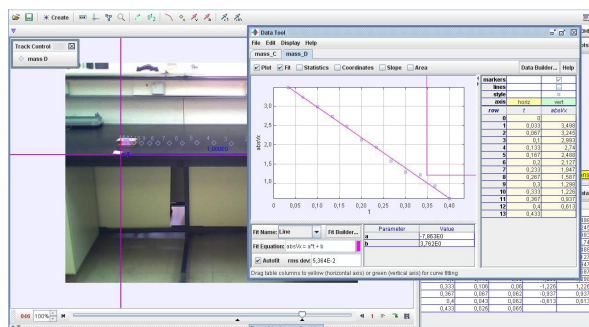 Create
Track Control
mass D
1,000E0
046 100%
1
Data Tool
File Edit Display Help
mass_C mass_D
Plot Fit Statistics Coordinates Slope Area
Data Builder... Help
absVx
3,0
2,5
2,0
1,5
1,0
0 0,05 0,10 0,15 0,20 0,25 0,30 0,35 0,40
t
markers
lines
style
axis horiz vert
row t absVx
0 0
1 0,033 3,498
2 0,067 3,245
3 0,1 2,993
4 0,133 2,74
5 0,167 2,488
6 0,2 2,127
7 0,233 1,947
8 0,267 1,587
9 0,3 1,298
10 0,333 1,226
11 0,367 0,937
12 0,4 0,613
13 0,433
Fit Name: Line Fit Builder...
Fit Equation: absVx = a*t + b
Autofit rms dev: 5,364E-2
Parameter Value
a -7,863E0
b 3,762E0
Drag table columns to yellow (horizontal axis) or green (vertical axis) for curve fitting
0,333 0,106 0,06 -1,226 1,226
0,367 0,067 0,062 -0,937 0,937
0,4 0,043 0,062 -0,613 0,613
0,433 0,026 0,065